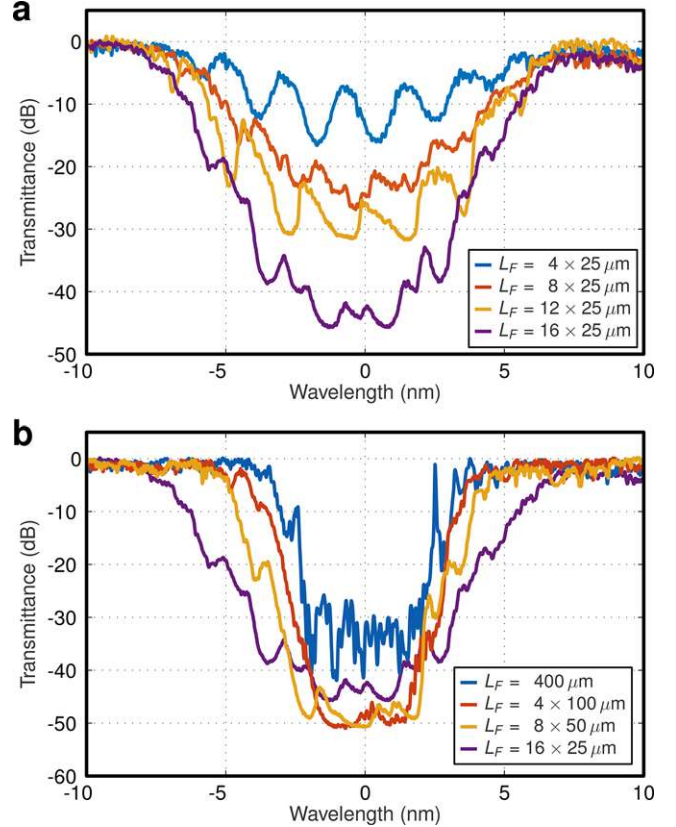 a
0
-10
-20
-30
-40
-50
Transmittance (dB)
L_F = 4 × 25 μm
L_F = 8 × 25 μm
L_F = 12 × 25 μm
L_F = 16 × 25 μm
-10 -5 0 5 10
Wavelength (nm)
b
0
-10
-20
-30
-40
-50
-60
Transmittance (dB)
L_F = 400 μm
L_F = 4 × 100 μm
L_F = 8 × 50 μm
L_F = 16 × 25 μm
-10 -5 0 5 10
Wavelength (nm)